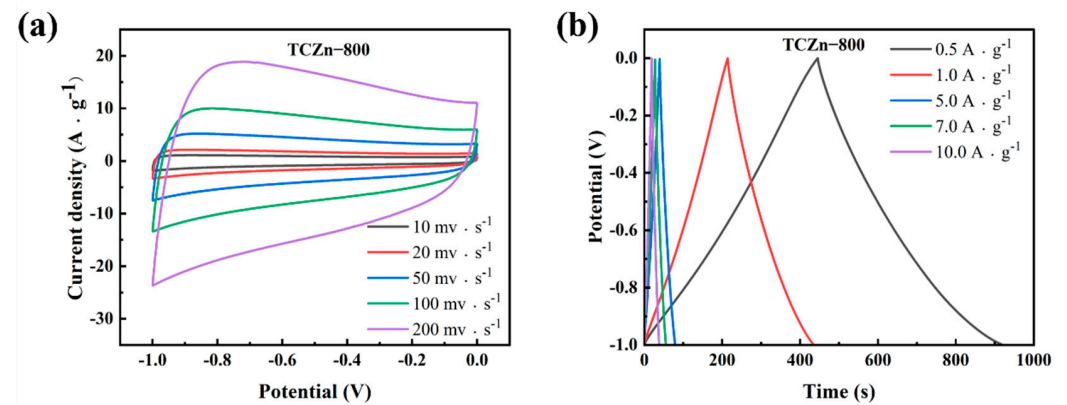 (a)
TCZn−800
Current density (A · g-1)
20
10
0
-10
-20
-30
10 mv · s-1
20 mv · s-1
50 mv · s-1
100 mv · s-1
200 mv · s-1
-1.0 -0.8 -0.6 -0.4 -0.2 0.0
Potential (V)
(b)
TCZn−800
Potential (V)
0.0
-0.2
-0.4
-0.6
-0.8
-1.0
0.5 A · g-1
1.0 A · g-1
5.0 A · g-1
7.0 A · g-1
10.0 A · g-1
0 200 400 600 800 1000
Time (s)